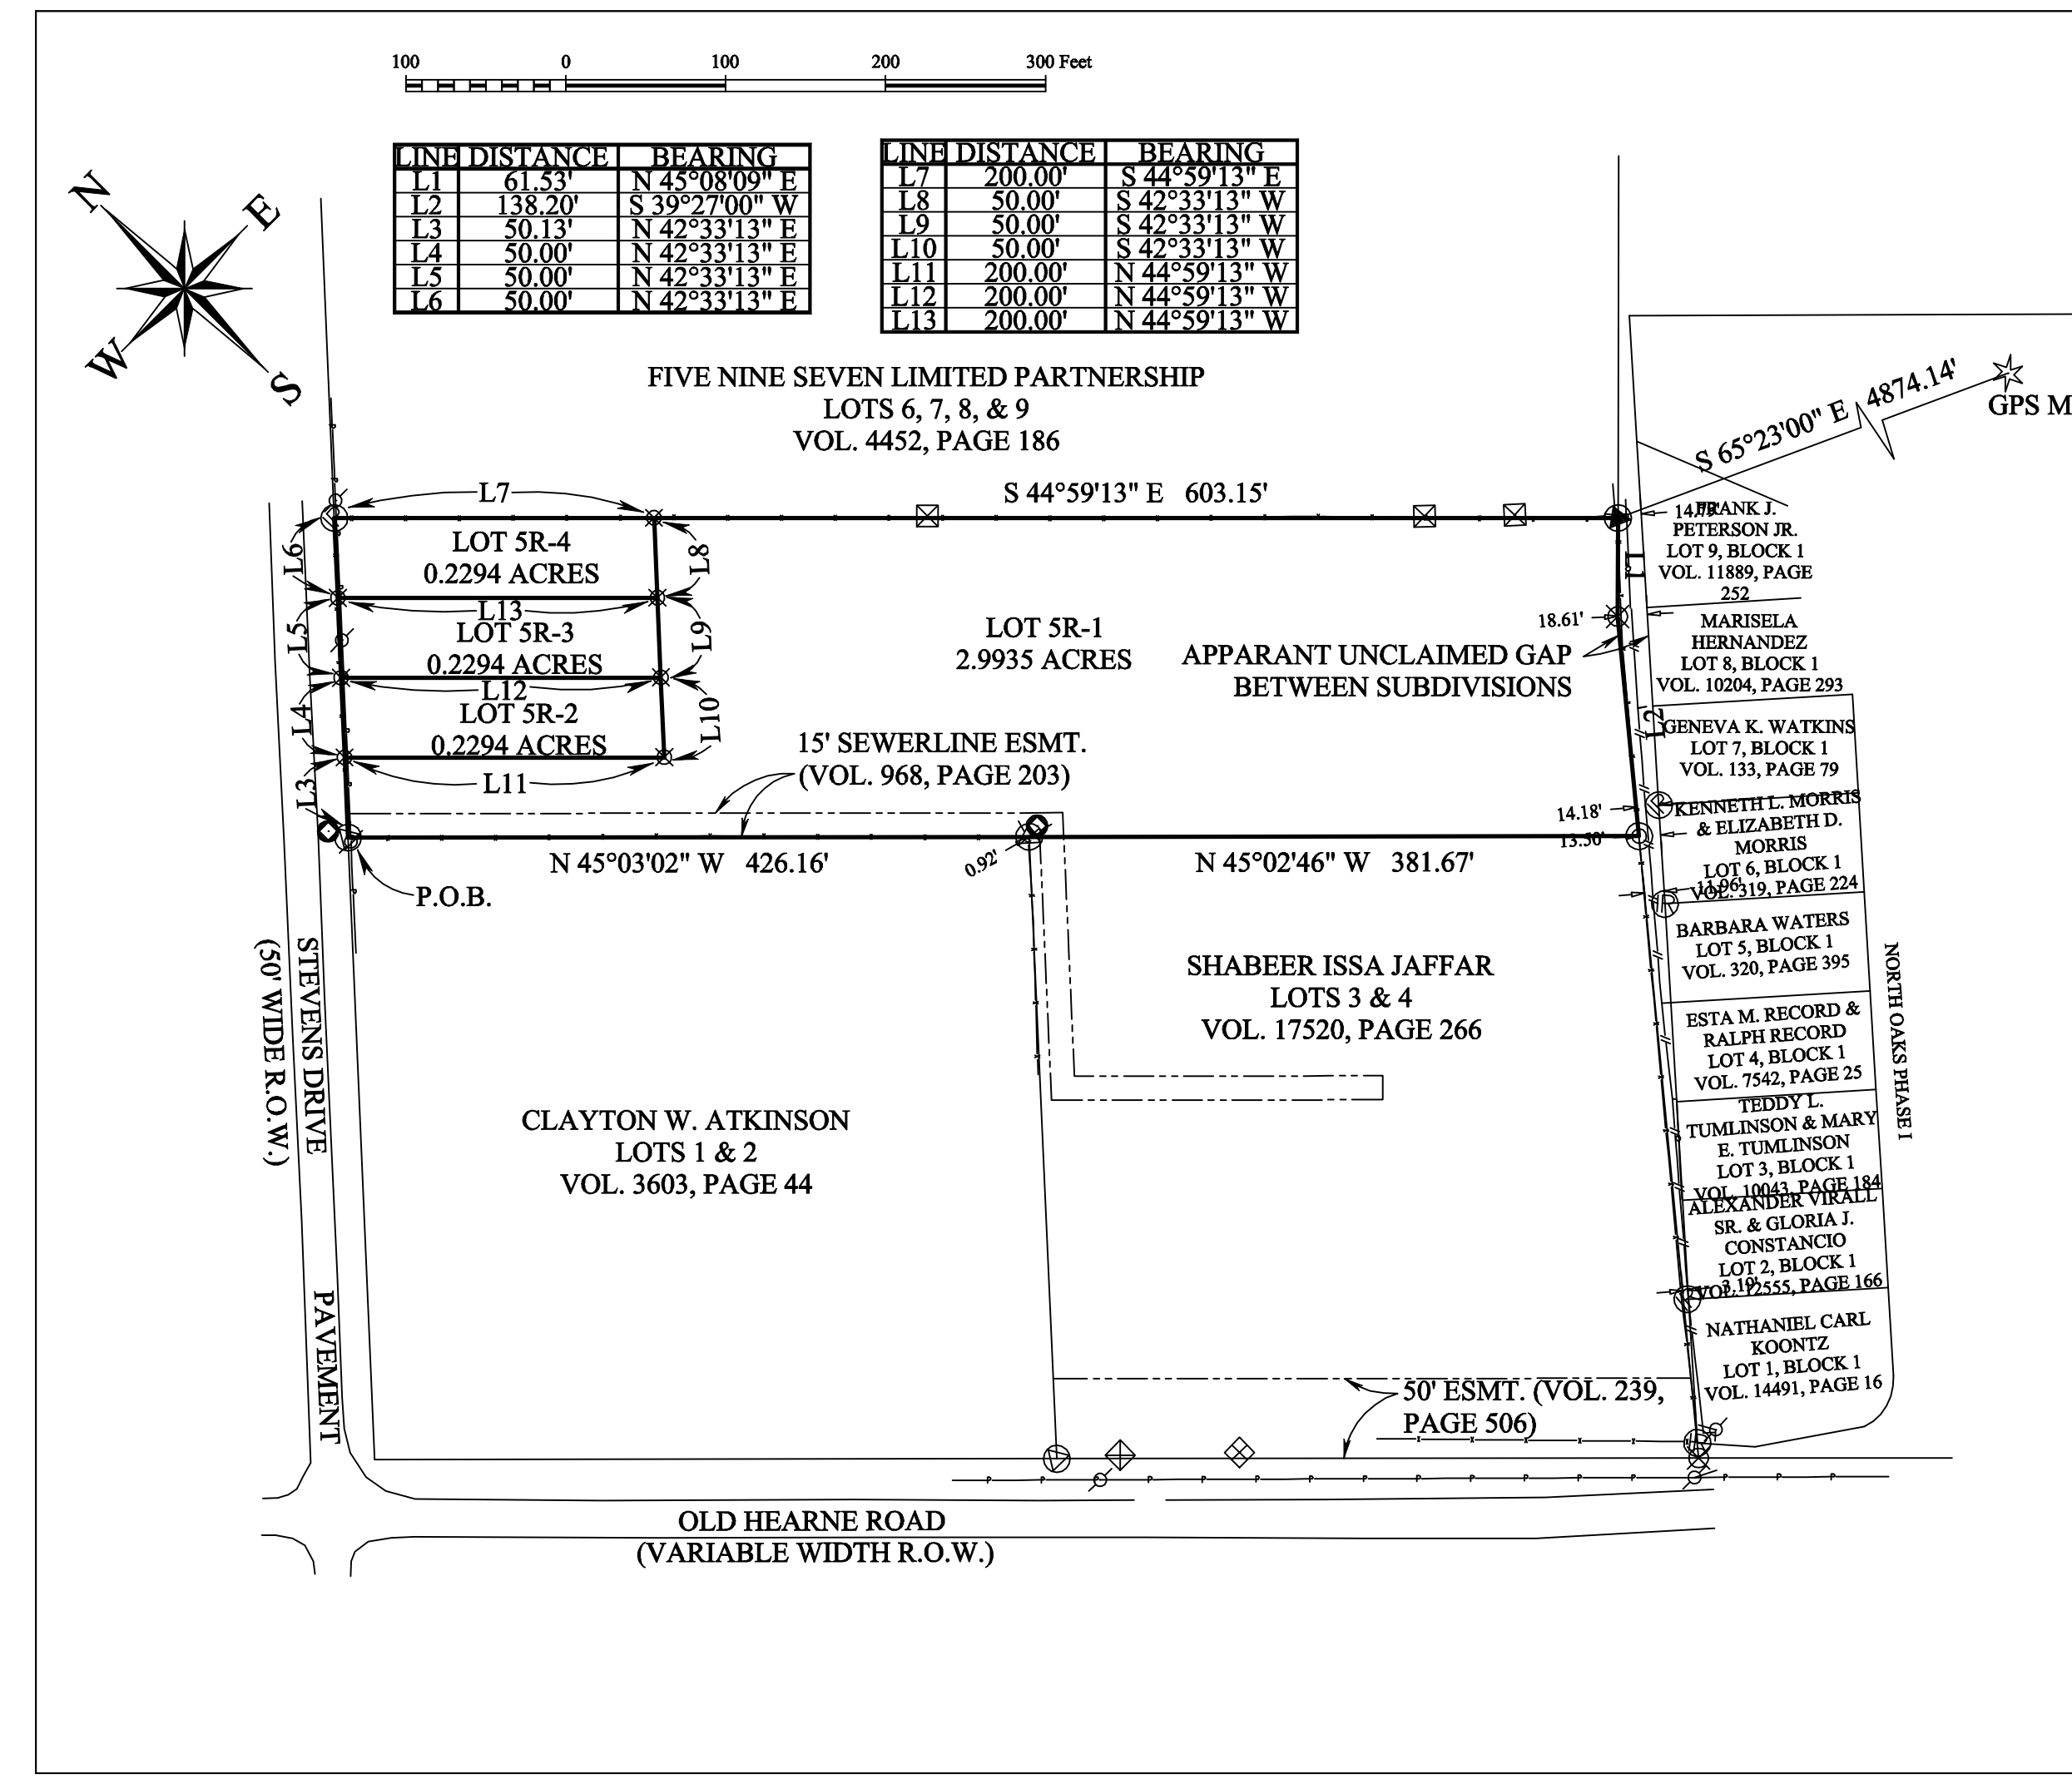 100 0 100 200 300 Feet
LINE DISTANCE BEARING
L1 61.53' N 45°08'09" E
L2 138.20' S 39°27'00" W
L3 50.13' N 42°33'13" E
L4 50.00' N 42°33'13" E
L5 50.00' N 42°33'13" E
L6 50.00' N 42°33'13" E
LINE DISTANCE BEARING
L7 200.00' S 44°59'13" E
L8 50.00' S 42°33'13" W
L9 50.00' S 42°33'13" W
L10 50.00' S 42°33'13" W
L11 200.00' N 44°59'13" W
L12 200.00' N 44°59'13" W
L13 200.00' N 44°59'13" W
N
E
W
S
FIVE NINE SEVEN LIMITED PARTNERSHIP
LOTS 6, 7, 8, & 9
VOL. 4452, PAGE 186
S 65°23'00" E 4874.14'
GPS M
L7
S 44°59'13" E 603.15'
L6
LOT 5R-4
0.2294 ACRES
L8
L13
L5
LOT 5R-3
0.2294 ACRES
L9
L12
L4
LOT 5R-2
0.2294 ACRES
L10
L11
L3
LOT 5R-1
2.9935 ACRES
APPARANT UNCLAIMED GAP
BETWEEN SUBDIVISIONS
15' SEWERLINE ESMT.
(VOL. 968, PAGE 203)
L1
18.61'
L2
14.18'
13.50'
N 45°03'02" W 426.16'
0.92'
N 45°02'46" W 381.67'
P.O.B.
FRANK J.
PETERSON JR.
LOT 9, BLOCK 1
VOL. 11889, PAGE
252
MARISELA
HERNANDEZ
LOT 8, BLOCK 1
VOL. 10204, PAGE 293
GENEVA K. WATKINS
LOT 7, BLOCK 1
VOL. 133, PAGE 79
KENNETH L. MORRIS
& ELIZABETH D.
MORRIS
LOT 6, BLOCK 1
VOL. 319, PAGE 224
11.96'
BARBARA WATERS
LOT 5, BLOCK 1
VOL. 320, PAGE 395
ESTA M. RECORD &
RALPH RECORD
LOT 4, BLOCK 1
VOL. 7542, PAGE 25
TEDDY L.
TUMLINSON & MARY
E. TUMLINSON
LOT 3, BLOCK 1
VOL. 10043, PAGE 184
ALEXANDER VIRALL
SR. & GLORIA J.
CONSTANCIO
LOT 2, BLOCK 1
VOL. 12555, PAGE 166
3.19'
NATHANIEL CARL
KOONTZ
LOT 1, BLOCK 1
VOL. 14491, PAGE 16
NORTH OAKS PHASE I
SHABEER ISSA JAFFAR
LOTS 3 & 4
VOL. 17520, PAGE 266
CLAYTON W. ATKINSON
LOTS 1 & 2
VOL. 3603, PAGE 44
STEVENS DRIVE
(50' WIDE R.O.W.)
PAVEMENT
50' ESMT. (VOL. 239,
PAGE 506)
OLD HEARNE ROAD
(VARIABLE WIDTH R.O.W.)